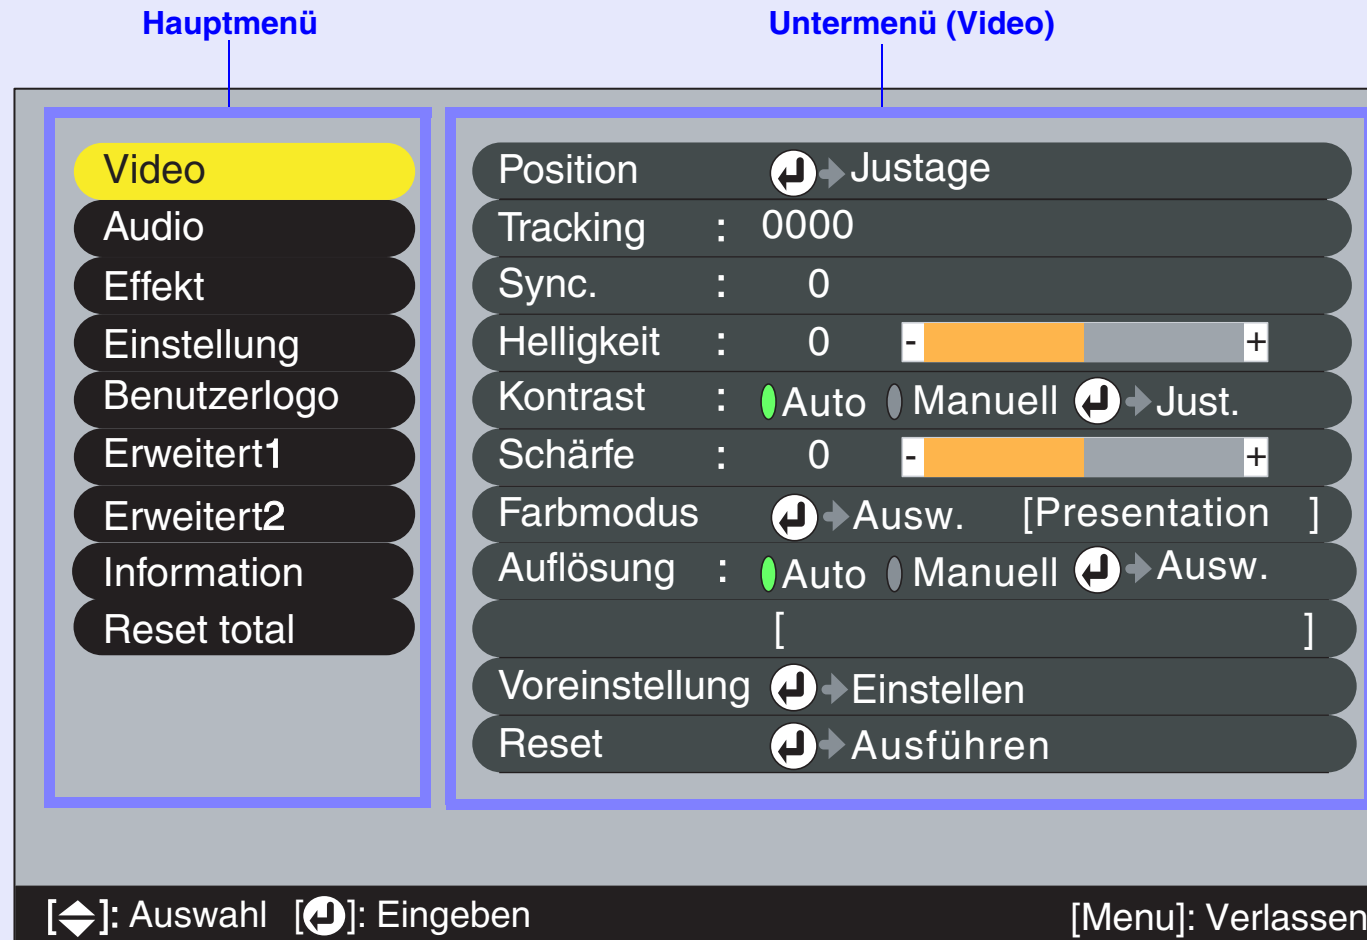 Hauptmenü
Untermenü (Video)
Video
Audio
Effekt
Einstellung
Benutzerlogo
Erweitert1
Erweitert2
Information
Reset total
Position Justage
Tracking : 0000
Sync. : 0
Helligkeit : 0 - +
Kontrast : Auto Manuell Just.
Schärfe : 0 - +
Farbmodus Ausw. [Presentation ]
Auflösung : Auto Manuell Ausw.
[ ]
Voreinstellung Einstellen
Reset Ausführen
[ ]: Auswahl [ ]: Eingeben [Menu]: Verlassen